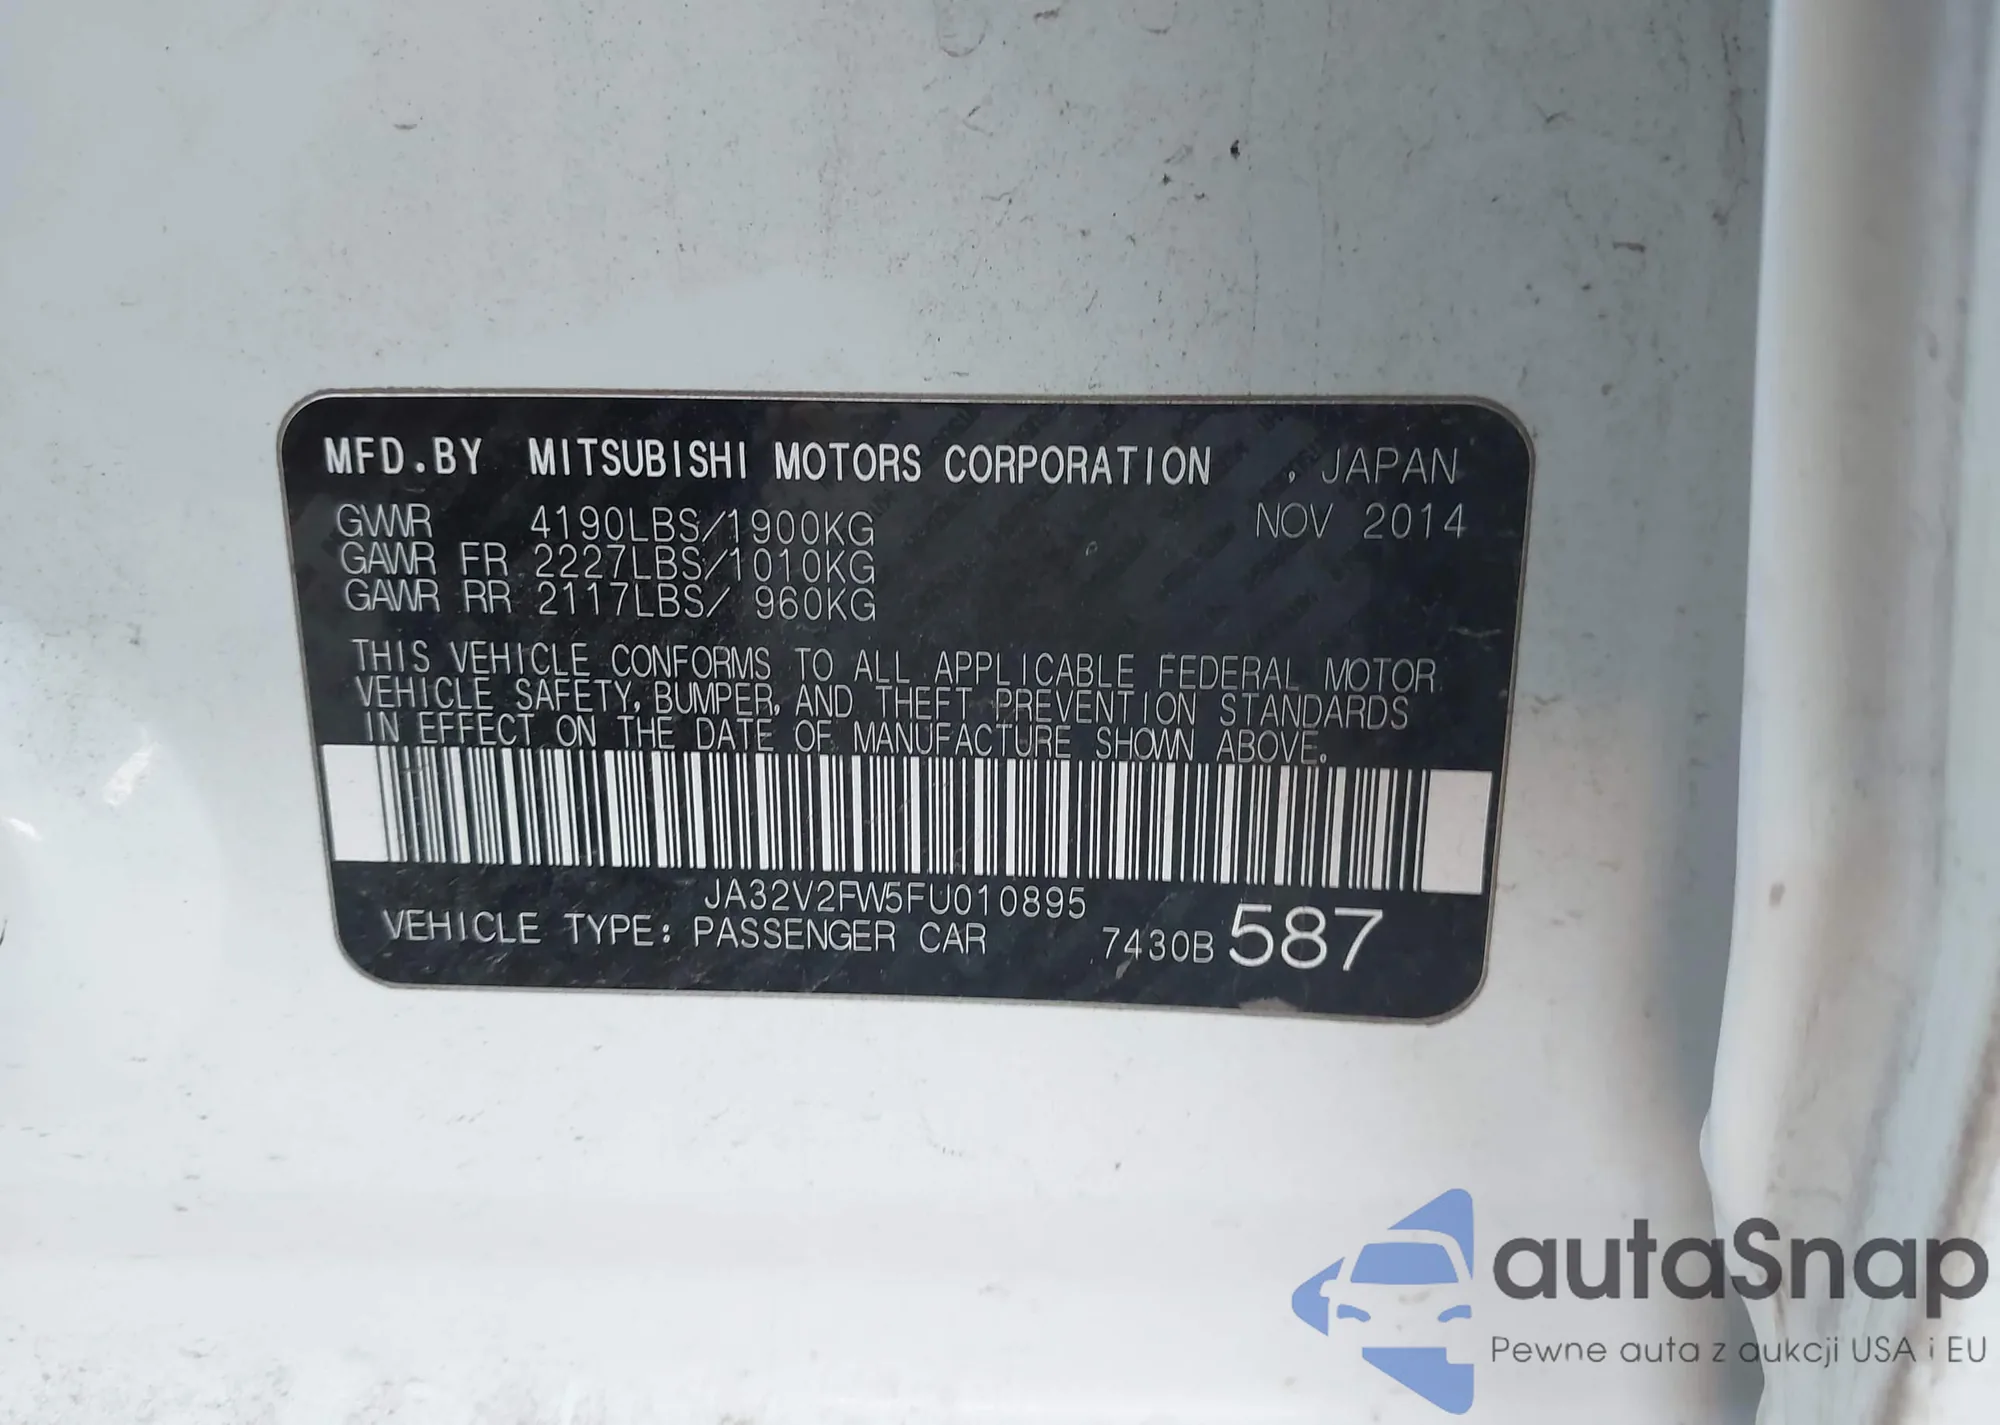 MFD.BY MITSUBISHI MOTORS CORPORATION , JAPAN
GVWR 4190LBS/1900KG NOV 2014
GAWR FR 2227LBS/1010KG
GAWR RR 2117LBS/ 960KG
THIS VEHICLE CONFORMS TO ALL APPLICABLE FEDERAL MOTOR
VEHICLE SAFETY, BUMPER, AND THEFT PREVENTION STANDARDS
IN EFFECT ON THE DATE OF MANUFACTURE SHOWN ABOVE.
JA32V2FW5FU010895
VEHICLE TYPE: PASSENGER CAR 7430B 587
autaSnap
Pewne auta z aukcji USA i EU